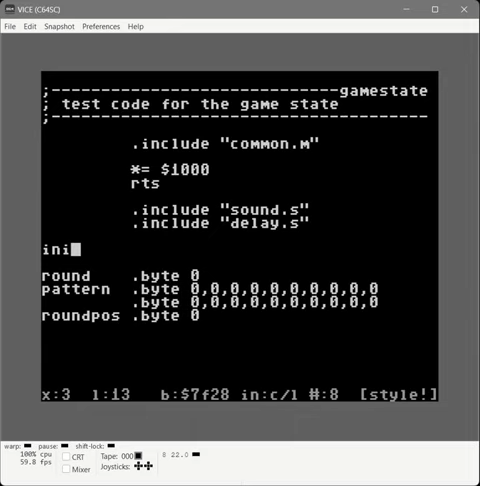 VICE (C64SC)
File Edit Snapshot Preferences Help
;-----------------------------gamestate
; test code for the game state
;--------------------------------------
.include "common.m"
*= $1000
rts
.include "sound.s"
.include "delay.s"
ini
round .byte 0
pattern .byte 0,0,0,0,0,0,0,0,0,0
.byte 0,0,0,0,0,0,0,0,0,0
roundpos .byte 0
x:3 l:13 b:$7f28 in:c/l #:8 [style!]
warp: pause: shift-lock:
100% cpu CRT Tape: 000 8 22.0
59.8 fps Mixer Joysticks: